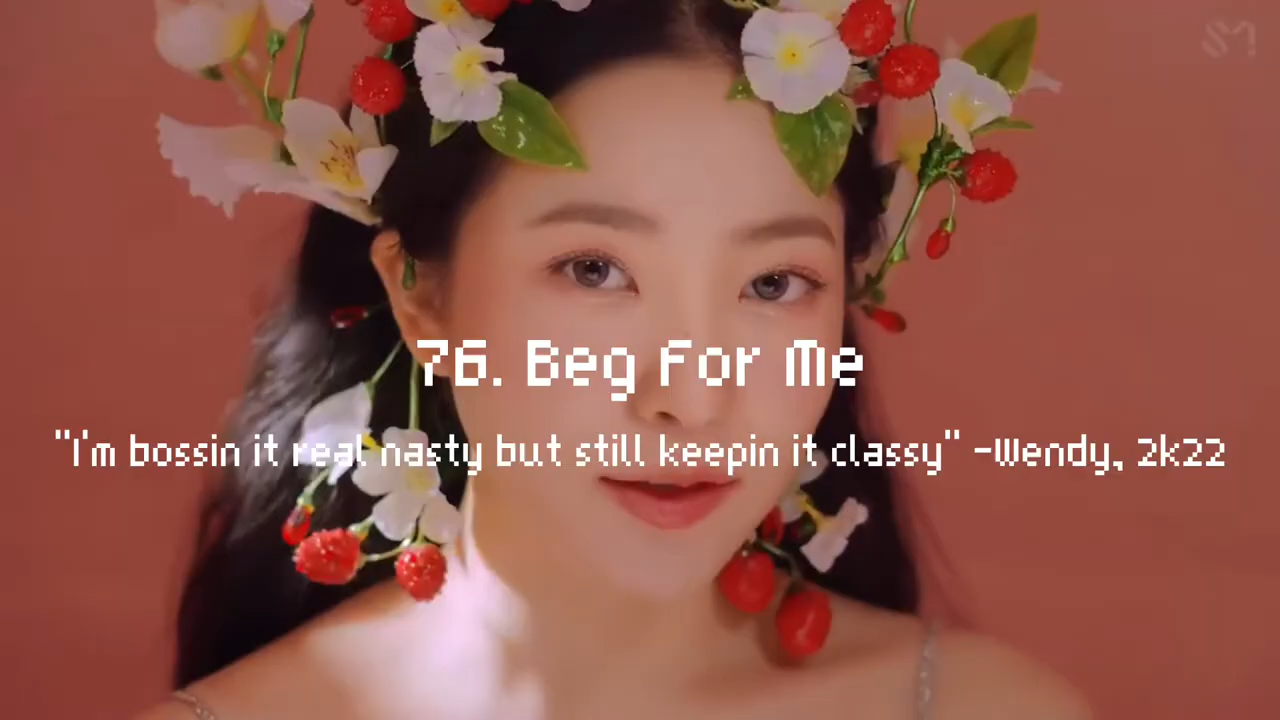 SM
76. Beg For Me
"I'm bossin it real nasty but still keepin it classy" -Wendy, 2k22